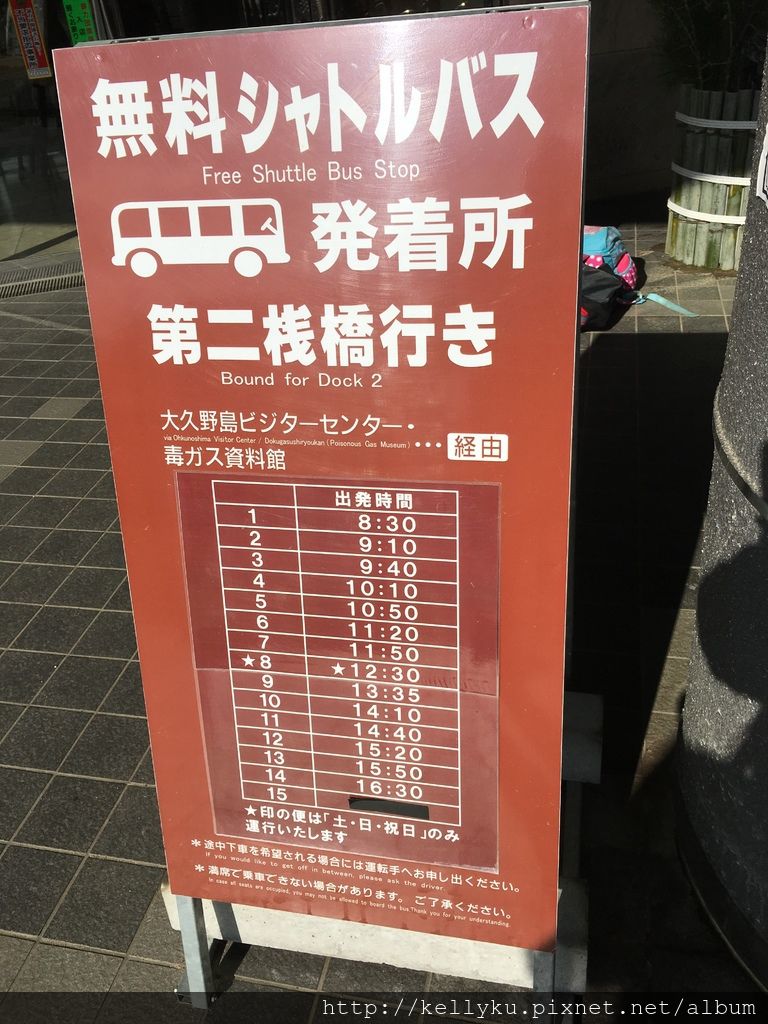 無料シャトルバス
Free Shuttle Bus Stop
発着所
第二桟橋行き
Bound for Dock 2
大久野島ビジターセンター・
via Ohkunoshima Visitor Center / Dokugasushiryoukan (Poisonous Gas Museum) ・・・ 経由
毒ガス資料館
出発時間
1 8:30
2 9:10
3 9:40
4 10:10
5 10:50
6 11:20
7 11:50
★8 ★12:30
9 13:35
10 14:10
11 14:40
12 15:20
13 15:50
14 16:30
15
★印の便は「土・日・祝日」のみ
運行いたします
*途中下車を希望される場合には運転手へお申し出ください。
If you would like to get off in between, please ask the driver.
*満席で乗車できない場合があります。 ご了承ください。
In case all seats are occupied, you may not be allowed to board the bus. Thank you for your understanding.
http://kellyku.pixnet.net/album